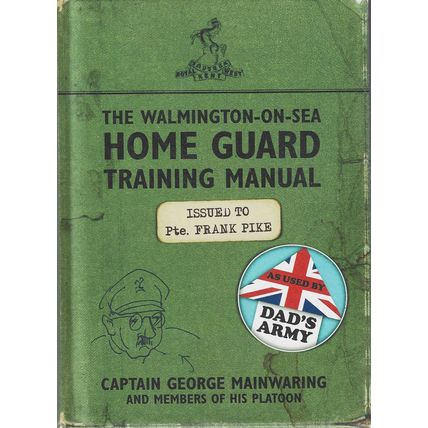 INVICTA
ROYAL WEST
KENT
THE WALMINGTON-ON-SEA
HOME GUARD
TRAINING MANUAL
ISSUED TO
Pte. FRANK PIKE
AS USED BY
DAD'S
ARMY
CAPTAIN GEORGE MAINWARING
AND MEMBERS OF HIS PLATOON